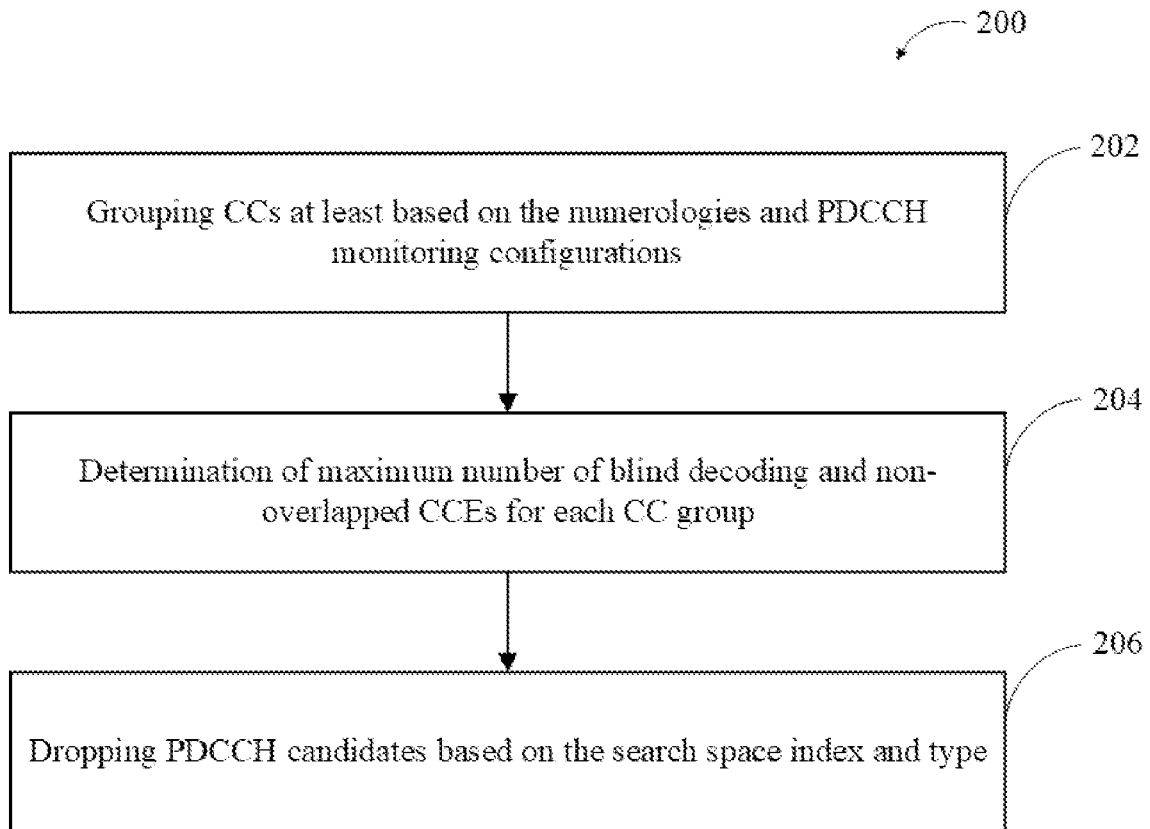 200
202
Grouping CCs at least based on the numerologies and PDCCH
monitoring configurations
204
Determination of maximum number of blind decoding and non-
overlapped CCEs for each CC group
206
Dropping PDCCH candidates based on the search space index and type